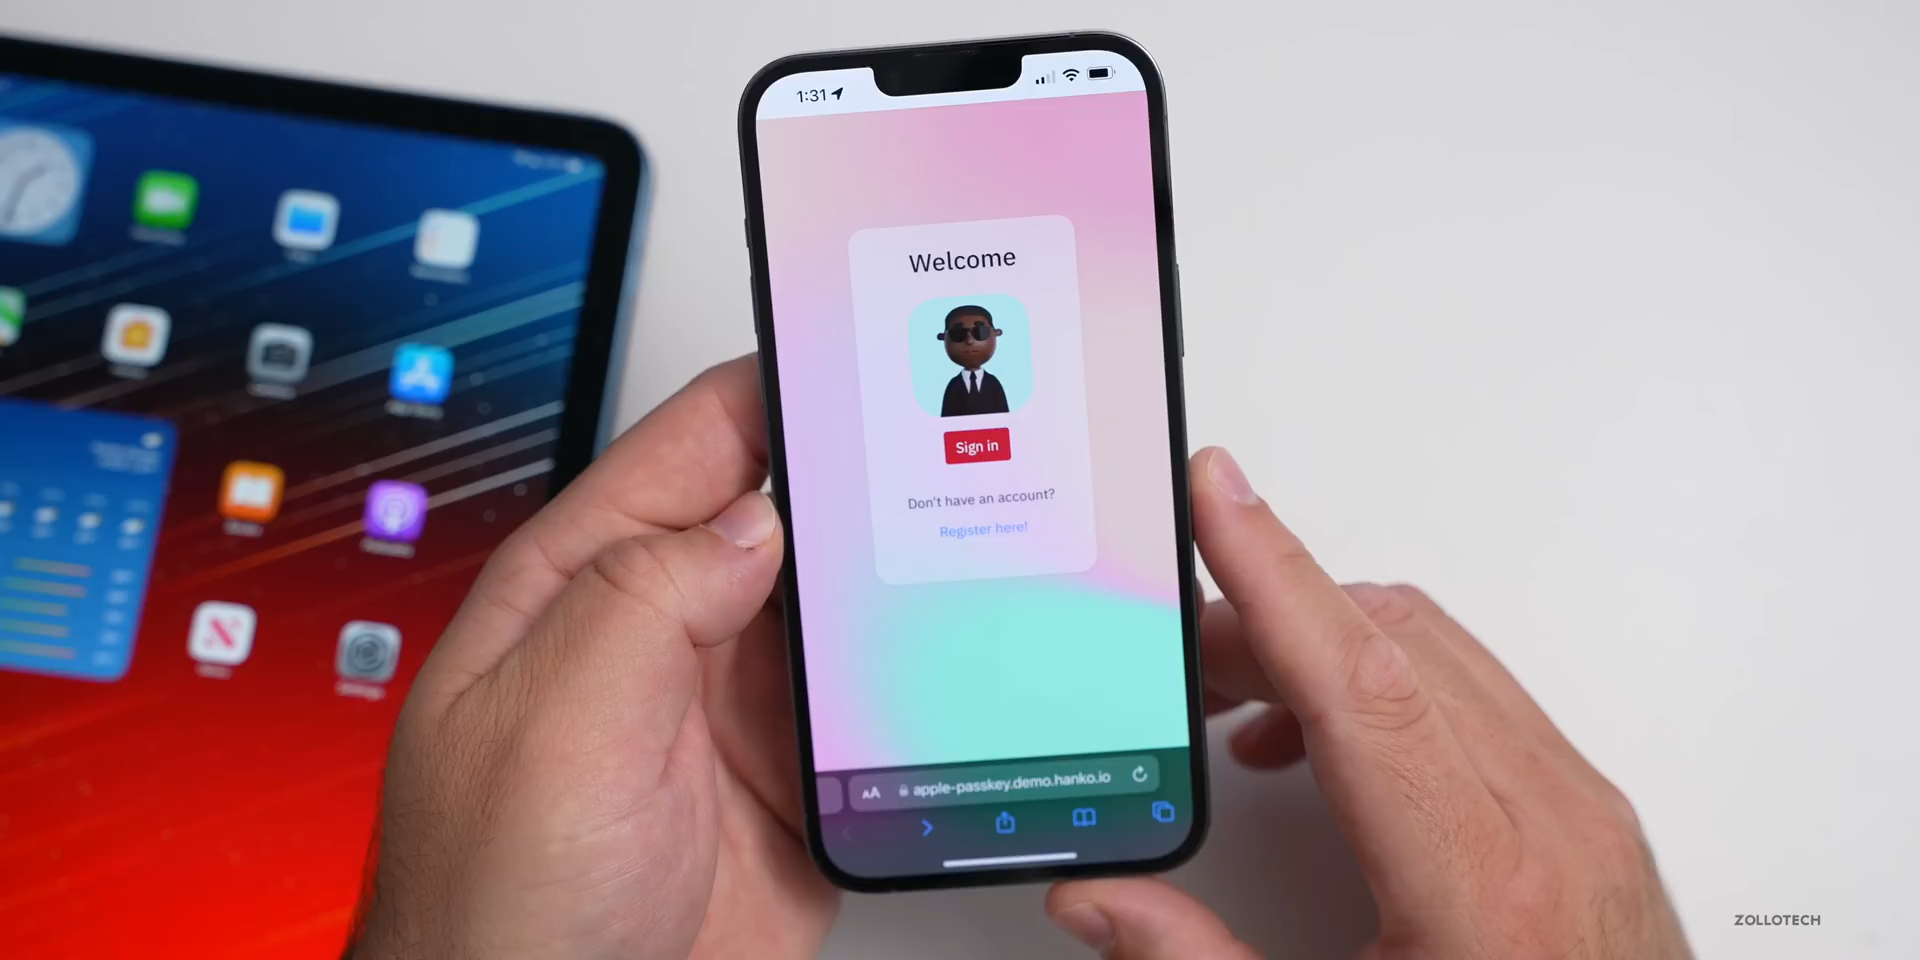 1:31
Welcome
Sign in
Don't have an account?
Register here!
AA apple-passkey.demo.hanko.io
ZOLLOTECH